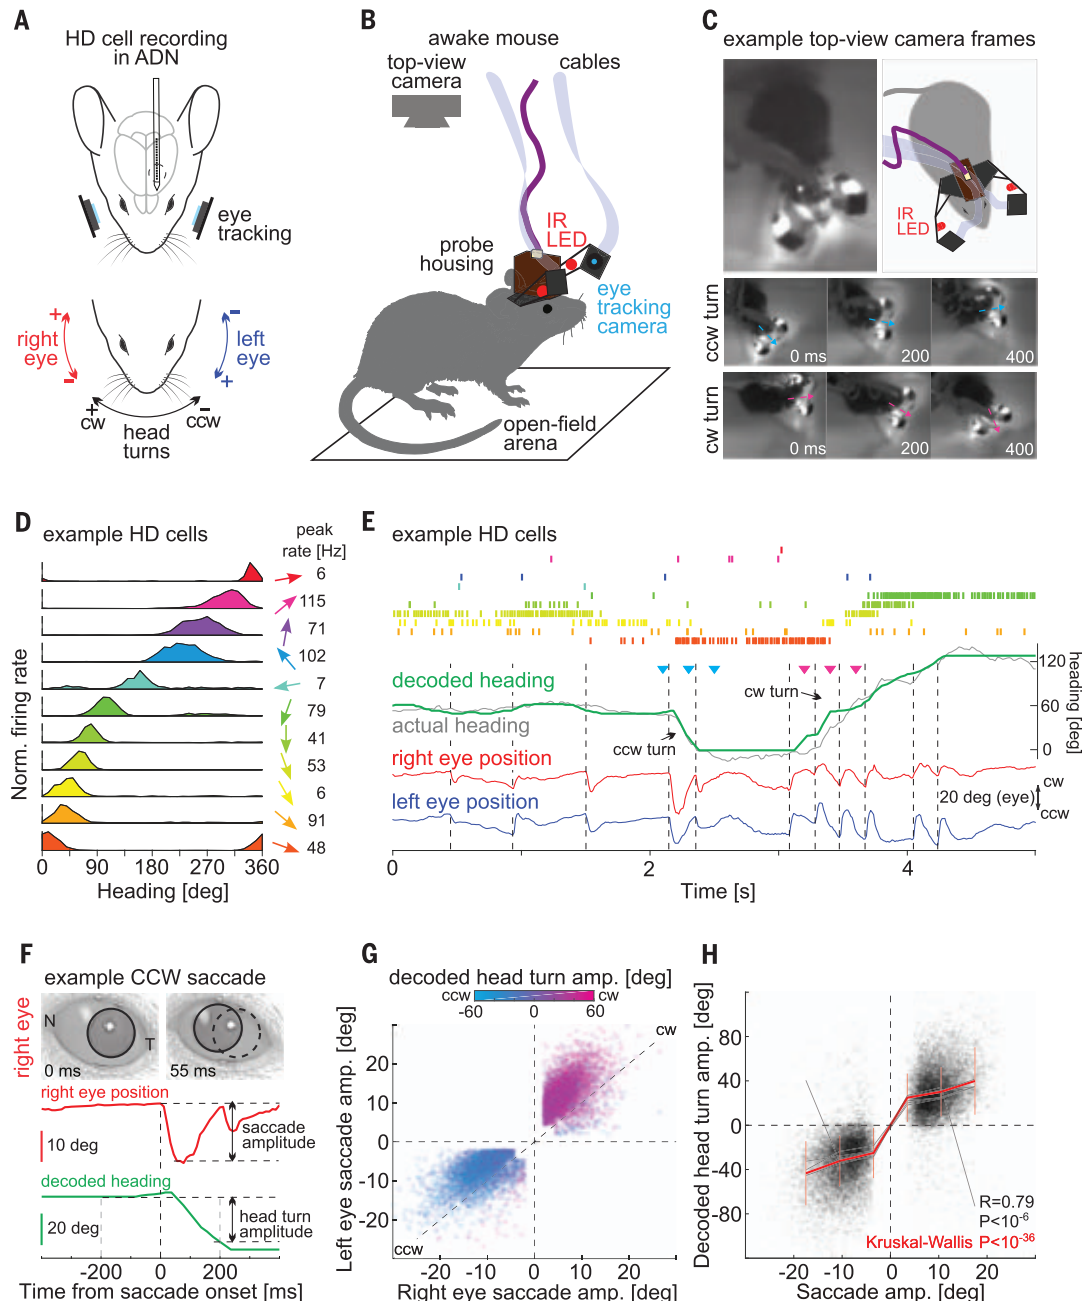 A
HD cell recording
in ADN
eye
tracking
+
-
right
eye
left
eye
-
+
+
cw
-
ccw
head
turns
B
awake mouse
top-view
camera
cables
IR
LED
probe
housing
eye
tracking
camera
open-field
arena
C
example top-view camera frames
IR
LED
ccw turn
0 ms
200
400
cw turn
0 ms
200
400
D
example HD cells
peak
rate [Hz]
6
115
71
102
7
79
41
53
6
91
48
Norm. firing rate
0 90 180 270 360
Heading [deg]
E
example HD cells
decoded heading
actual heading
ccw turn
cw turn
120
60
0
heading [deg]
right eye position
left eye position
cw
20 deg (eye)
ccw
0 2 4
Time [s]
F
example CCW saccade
right eye
N
T
0 ms
55 ms
right eye position
saccade
amplitude
10 deg
decoded heading
head turn
amplitude
20 deg
-200 0 200
Time from saccade onset [ms]
G
decoded head turn amp. [deg]
ccw
cw
-60 0 60
cw
ccw
20
10
0
-10
-20
Left eye saccade amp. [deg]
-20 -10 0 10 20
Right eye saccade amp. [deg]
H
80
40
0
-40
-80
Decoded head turn amp. [deg]
R=0.79
P<10-6
Kruskal-Wallis P<10-36
-20 -10 0 10 20
Saccade amp. [deg]